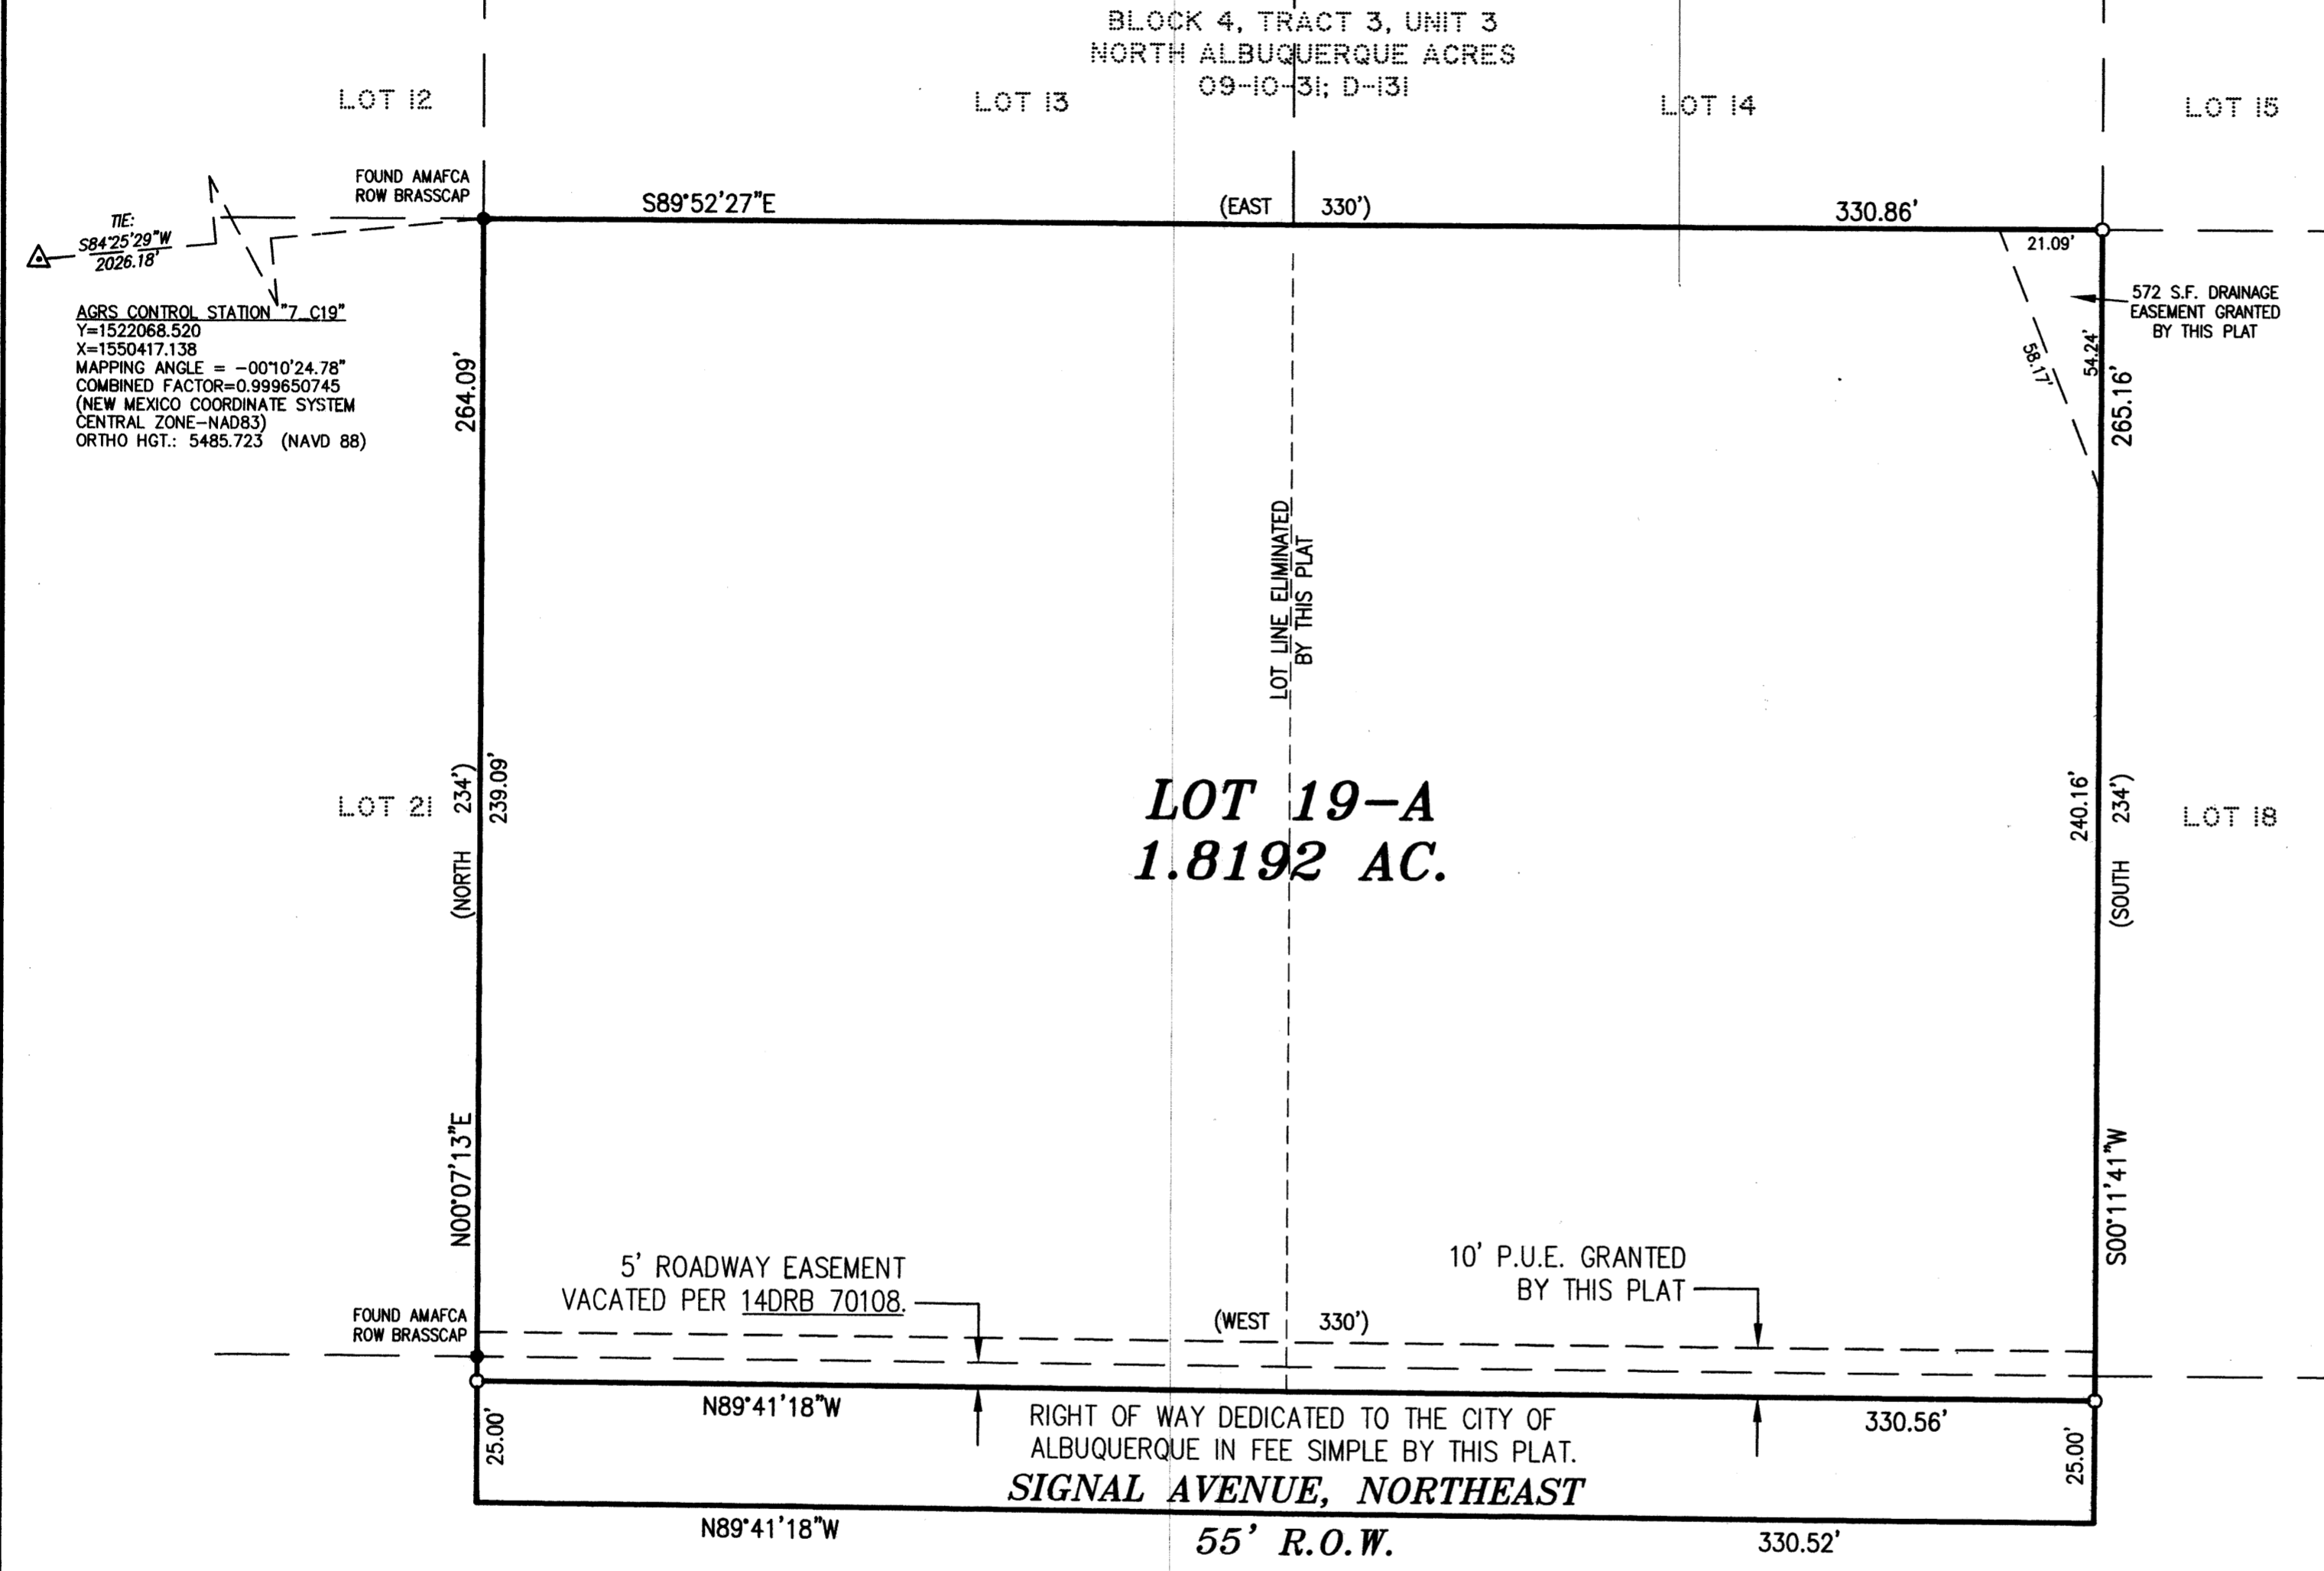 BLOCK 4, TRACT 3, UNIT 3
NORTH ALBUQUERQUE ACRES
09-10-31; D-131
LOT 12
LOT 13
LOT 14
LOT 15
FOUND AMAFCA
ROW BRASSCAP
TIE:
S84°25'29"W
2026.18'
S89°52'27"E
(EAST 330')
330.86'
21.09'
572 S.F. DRAINAGE
EASEMENT GRANTED
BY THIS PLAT
58.17'
54.24'
265.16'
AGRS CONTROL STATION "7_C19"
Y=1522068.520
X=1550417.138
MAPPING ANGLE = -00°10'24.78"
COMBINED FACTOR=0.999650745
(NEW MEXICO COORDINATE SYSTEM
CENTRAL ZONE-NAD83)
ORTHO HGT.: 5485.723 (NAVD 88)
264.09'
LOT LINE ELIMINATED
BY THIS PLAT
LOT 21
(NORTH 234')
239.09'
LOT 19-A
1.8192 AC.
240.16'
(SOUTH 234')
LOT 18
N00°07'13"E
S00°11'41"W
5' ROADWAY EASEMENT
VACATED PER 14DRB 70108.
10' P.U.E. GRANTED
BY THIS PLAT
FOUND AMAFCA
ROW BRASSCAP
(WEST 330')
N89°41'18"W
330.56'
25.00'
RIGHT OF WAY DEDICATED TO THE CITY OF
ALBUQUERQUE IN FEE SIMPLE BY THIS PLAT.
25.00'
SIGNAL AVENUE, NORTHEAST
N89°41'18"W
55' R.O.W.
330.52'